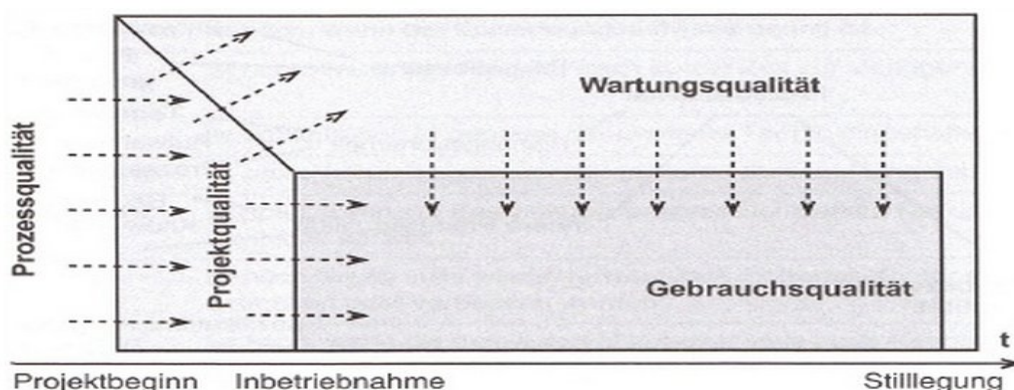 Prozessqualität
Projektqualität
Wartungsqualität
Gebrauchsqualität
t
Projektbeginn
Inbetriebnahme
Stilllegung